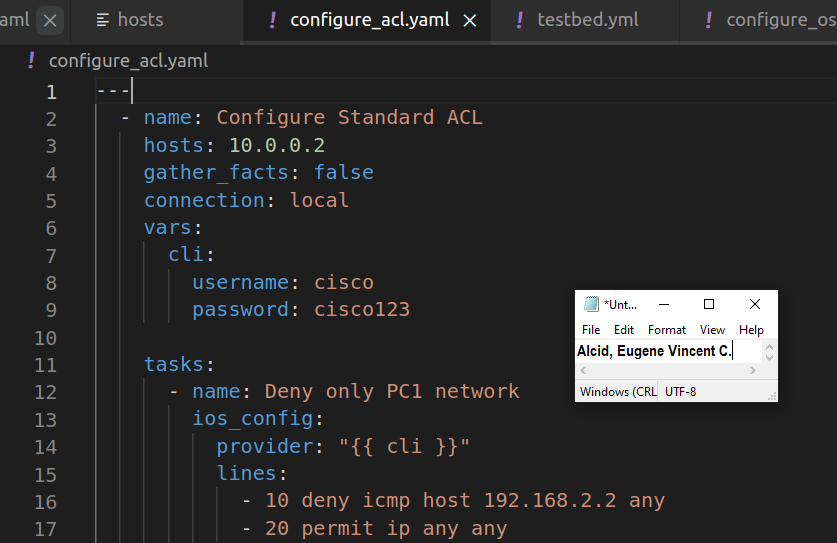 aml
hosts
configure_acl.yaml
testbed.yml
configure_os
configure_acl.yaml
1 ---
2 - name: Configure Standard ACL
3 hosts: 10.0.0.2
4 gather_facts: false
5 connection: local
6 vars:
7 cli:
8 username: cisco
9 password: cisco123
10
11 tasks:
12 - name: Deny only PC1 network
13 ios_config:
14 provider: "{{ cli }}"
15 lines:
16 - 10 deny icmp host 192.168.2.2 any
17 - 20 permit ip any any
*Unt...
File Edit Format View Help
Alcid, Eugene Vincent C.
Windows (CRL UTF-8